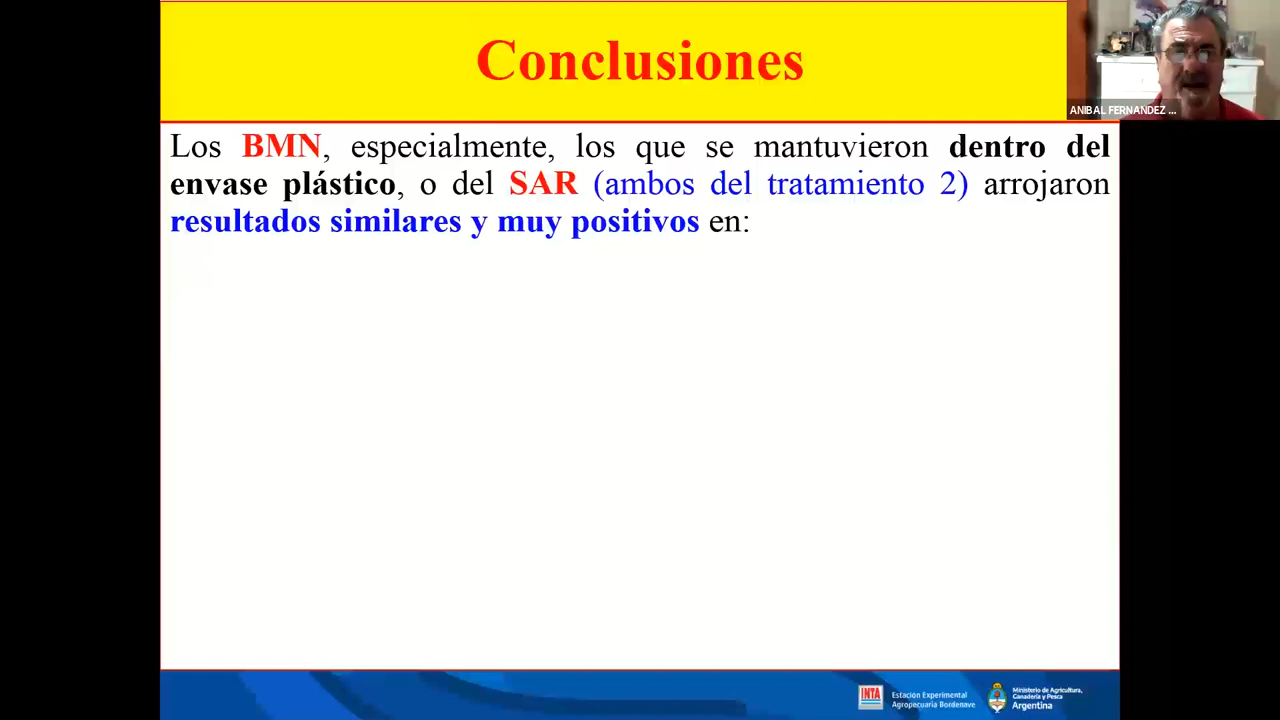 Conclusiones
ANIBAL FERNANDEZ ...
Los BMN, especialmente, los que se mantuvieron dentro del
envase plástico, o del SAR (ambos del tratamiento 2) arrojaron
resultados similares y muy positivos en:
INTA
Estación Experimental
Agropecuaria Bordenave
Ministerio de Agricultura,
Ganadería y Pesca
Argentina